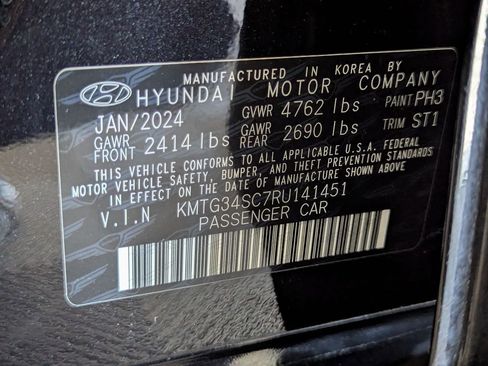 MANUFACTURED IN KOREA BY
HYUNDAI MOTOR COMPANY
JAN/2024 GVWR 4762 lbs PAINT PH3
GAWR FRONT 2414 lbs GAWR REAR 2690 lbs TRIM ST1
THIS VEHICLE CONFORMS TO ALL APPLICABLE U.S.A. FEDERAL
MOTOR VEHICLE SAFETY, BUMPER, AND THEFT PREVENTION STANDARDS
IN EFFECT ON THE DATE OF MANUFACTURE SHOWN ABOVE
V.I.N KMTG34SC7RU141451
PASSENGER CAR